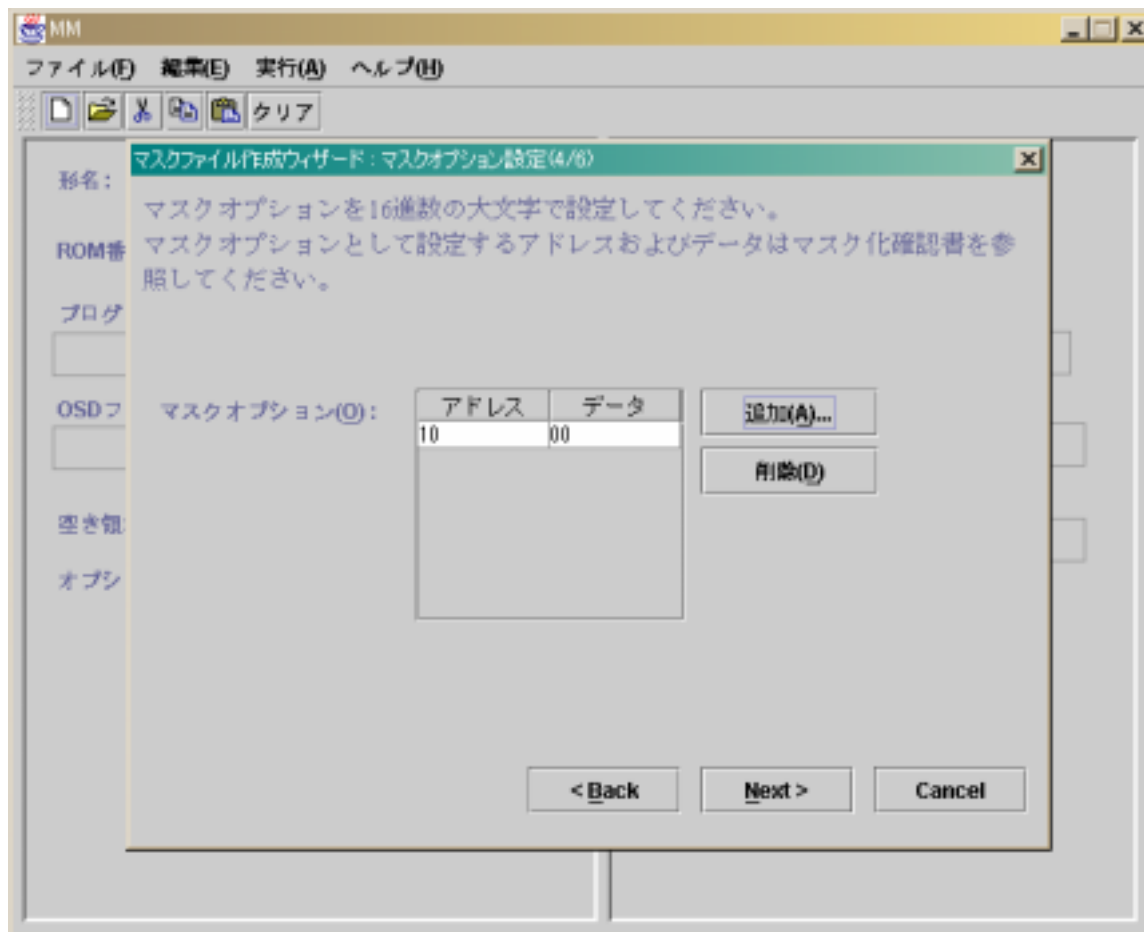 MM
ファイル(F) 編集(E) 実行(A) ヘルプ(H)
クリア
マスクファイル作成ウィザード：マスクオプション設定(4/6)
形名：
マスクオプションを16進数の大文字で設定してください。
ROM番
マスクオプションとして設定するアドレスおよびデータはマスク化確認書を参
照してください。
プログ
OSDフ
マスクオプション(O)：
アドレス データ
10 00
追加(A)...
削除(D)
空き領
オプシ
< Back
Next >
Cancel